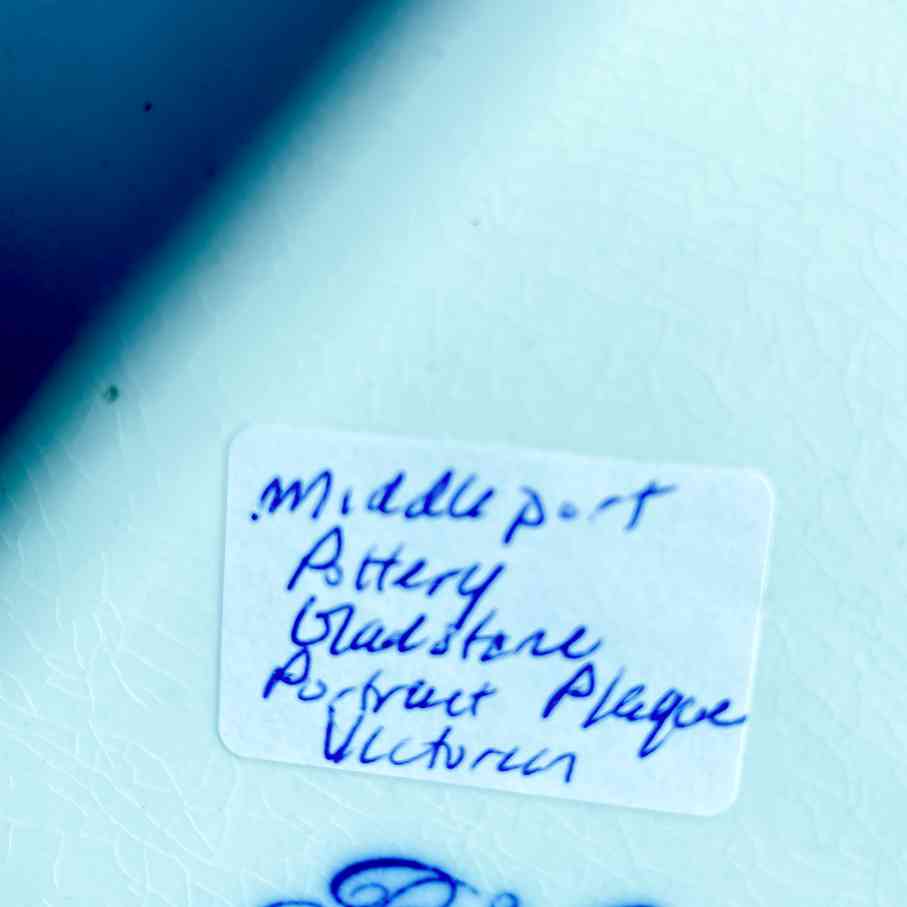 Middleport
Pottery
Gladstone
Portrait Plaque
Victorian